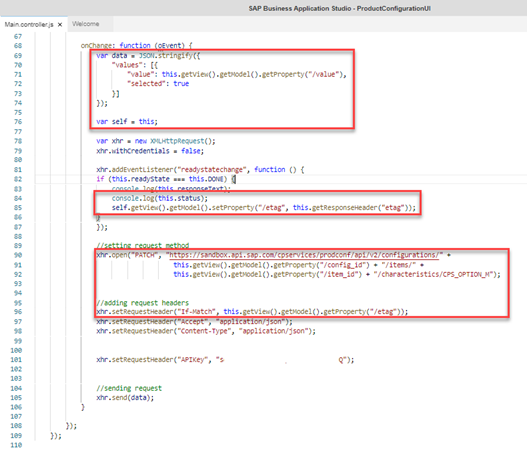 SAP Business Application Studio - ProductConfigurationUI
Main.controller.js × Welcome
67
68 onChange: function (oEvent) {
69 var data = JSON.stringify({
70 "values": [{
71 "value": this.getView().getModel().getProperty("/value"),
72 "selected": true
73 }]
74 });
75
76 var self = this;
77
78 var xhr = new XMLHttpRequest();
79 xhr.withCredentials = false;
80
81 xhr.addEventListener("readystatechange", function () {
82 if (this.readyState === this.DONE) {
83 console.log(this.responseText);
84 console.log(this.status);
85 self.getView().getModel().setProperty("/etag", this.getResponseHeader("etag"));
86 }
87 });
88
89 //setting request method
90 xhr.open("PATCH", "https://sandbox.api.sap.com/cpservices/prodconf/api/v2/configurations/" +
91 this.getView().getModel().getProperty("/config_id") + "/items/" +
92 this.getView().getModel().getProperty("/item_id") + "/characteristics/CPS_OPTION_M");
93
94
95 //adding request headers
96 xhr.setRequestHeader("If-Match", this.getView().getModel().getProperty("/etag"));
97 xhr.setRequestHeader("Accept", "application/json");
98 xhr.setRequestHeader("Content-Type", "application/json");
99
100
101 xhr.setRequestHeader("APIKey", "s Q");
102
103
104 //sending request
105 xhr.send(data);
106 }
107
108 });
109 });
110